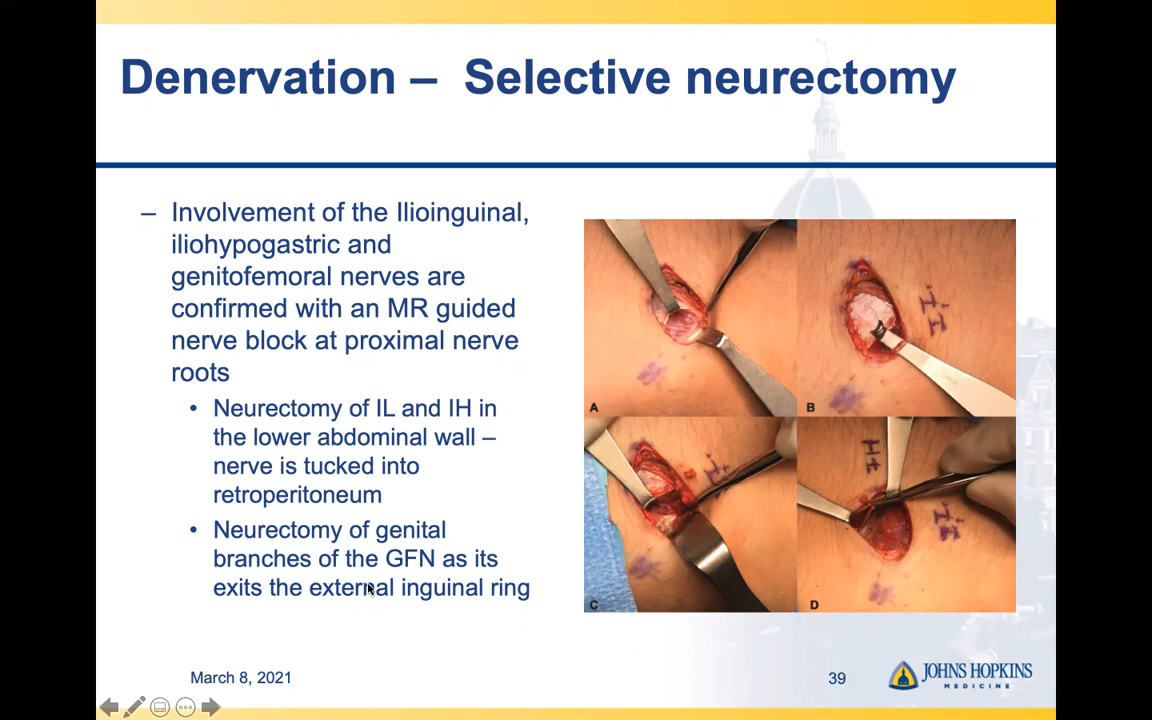 Denervation – Selective neurectomy
– Involvement of the Ilioinguinal,
iliohypogastric and
genitofemoral nerves are
confirmed with an MR guided
nerve block at proximal nerve
roots
• Neurectomy of IL and IH in
the lower abdominal wall –
nerve is tucked into
retroperitoneum
• Neurectomy of genital
branches of the GFN as its
exits the external inguinal ring
A
B
C
D
March 8, 2021
39
JOHNS HOPKINS
MEDICINE